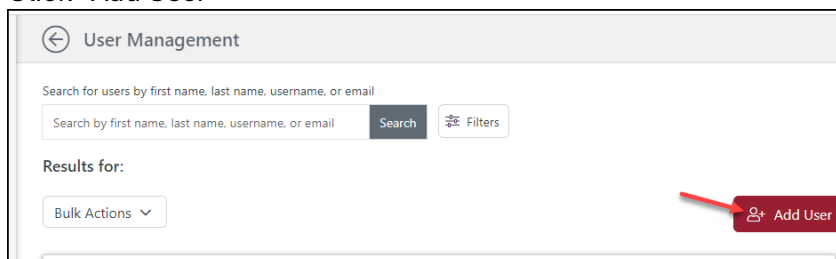 Click "Add User"
User Management
Search for users by first name, last name, username, or email
Search by first name, last name, username, or email Search Filters
Results for:
Bulk Actions
Add User